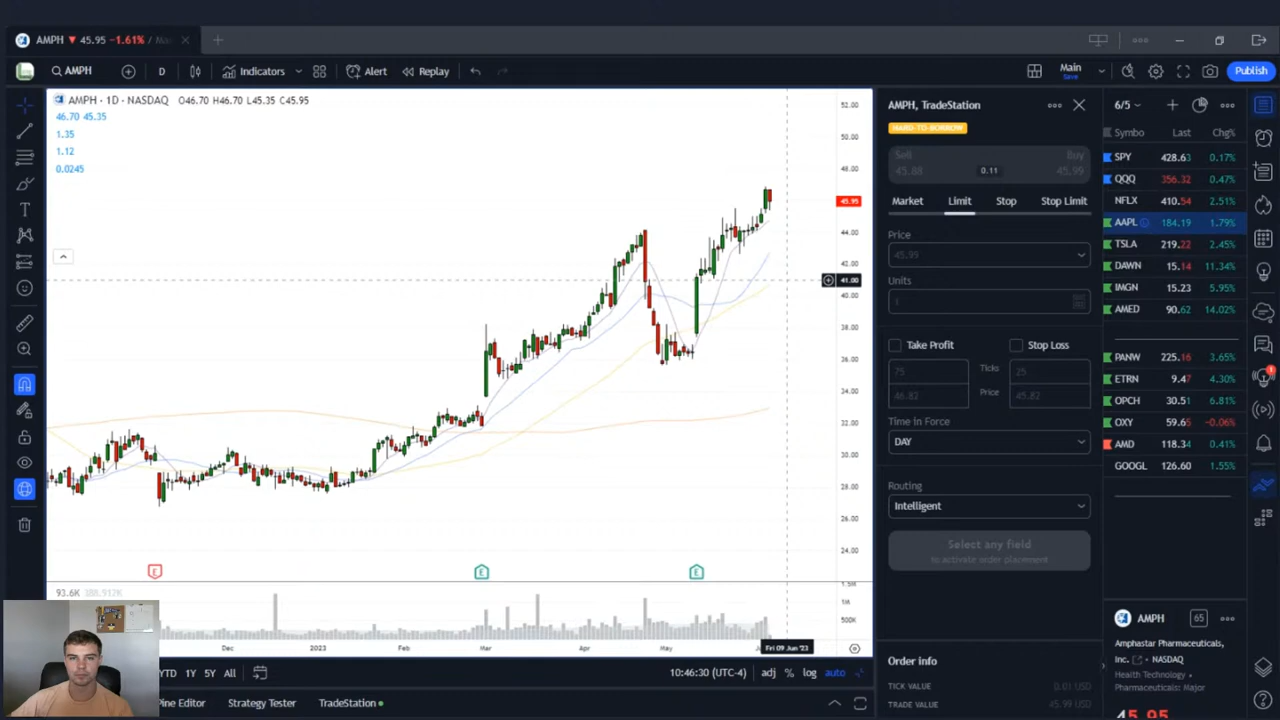 AMPH ▼ 45.95 −1.61% /
AMPH D Indicators Alert Replay Main Save Publish
AMPH · 1D · NASDAQ O46.70 H46.70 L45.35 C45.95
46.70 45.35
1.35
1.12
0.0245
52.00
50.00
48.00
45.95
44.00
42.00
41.00
40.00
38.00
36.00
34.00
32.00
30.00
28.00
26.00
24.00
E E E
93.6K 388.912K
1.5M
1M
500K
Dec 2023 Feb Mar Apr May Fri 09 Jun '23
YTD 1Y 5Y All 10:46:30 (UTC-4) adj % log auto
Pine Editor Strategy Tester TradeStation
AMPH, TradeStation
HARD-TO-BORROW
Sell Buy
45.88 0.11 45.99
Market Limit Stop Stop Limit
Price
45.99
Units
1
Take Profit Stop Loss
75 Ticks 25
46.82 Price 45.82
Time In Force
DAY
Routing
Intelligent
Select any field
to activate order placement
Order info
TICK VALUE 0.01 USD
TRADE VALUE 45.99 USD
6/5
Symbo Last Chg%
SPY 428.63 0.17%
QQQ 356.32 0.47%
NFLX 410.54 2.51%
AAPL 184.19 1.79%
TSLA 219.22 2.45%
DAWN 15.14 11.34%
IMGN 15.23 5.95%
AMED 90.62 14.02%
PANW 225.16 3.65%
ETRN 9.47 4.30%
OPCH 30.51 6.81%
OXY 59.65 −0.06%
AMD 118.34 0.41%
GOOGL 126.60 1.55%
1
AMPH 65
Amphastar Pharmaceuticals,
Inc. • NASDAQ
Health Technology •
Pharmaceuticals: Major
45.95